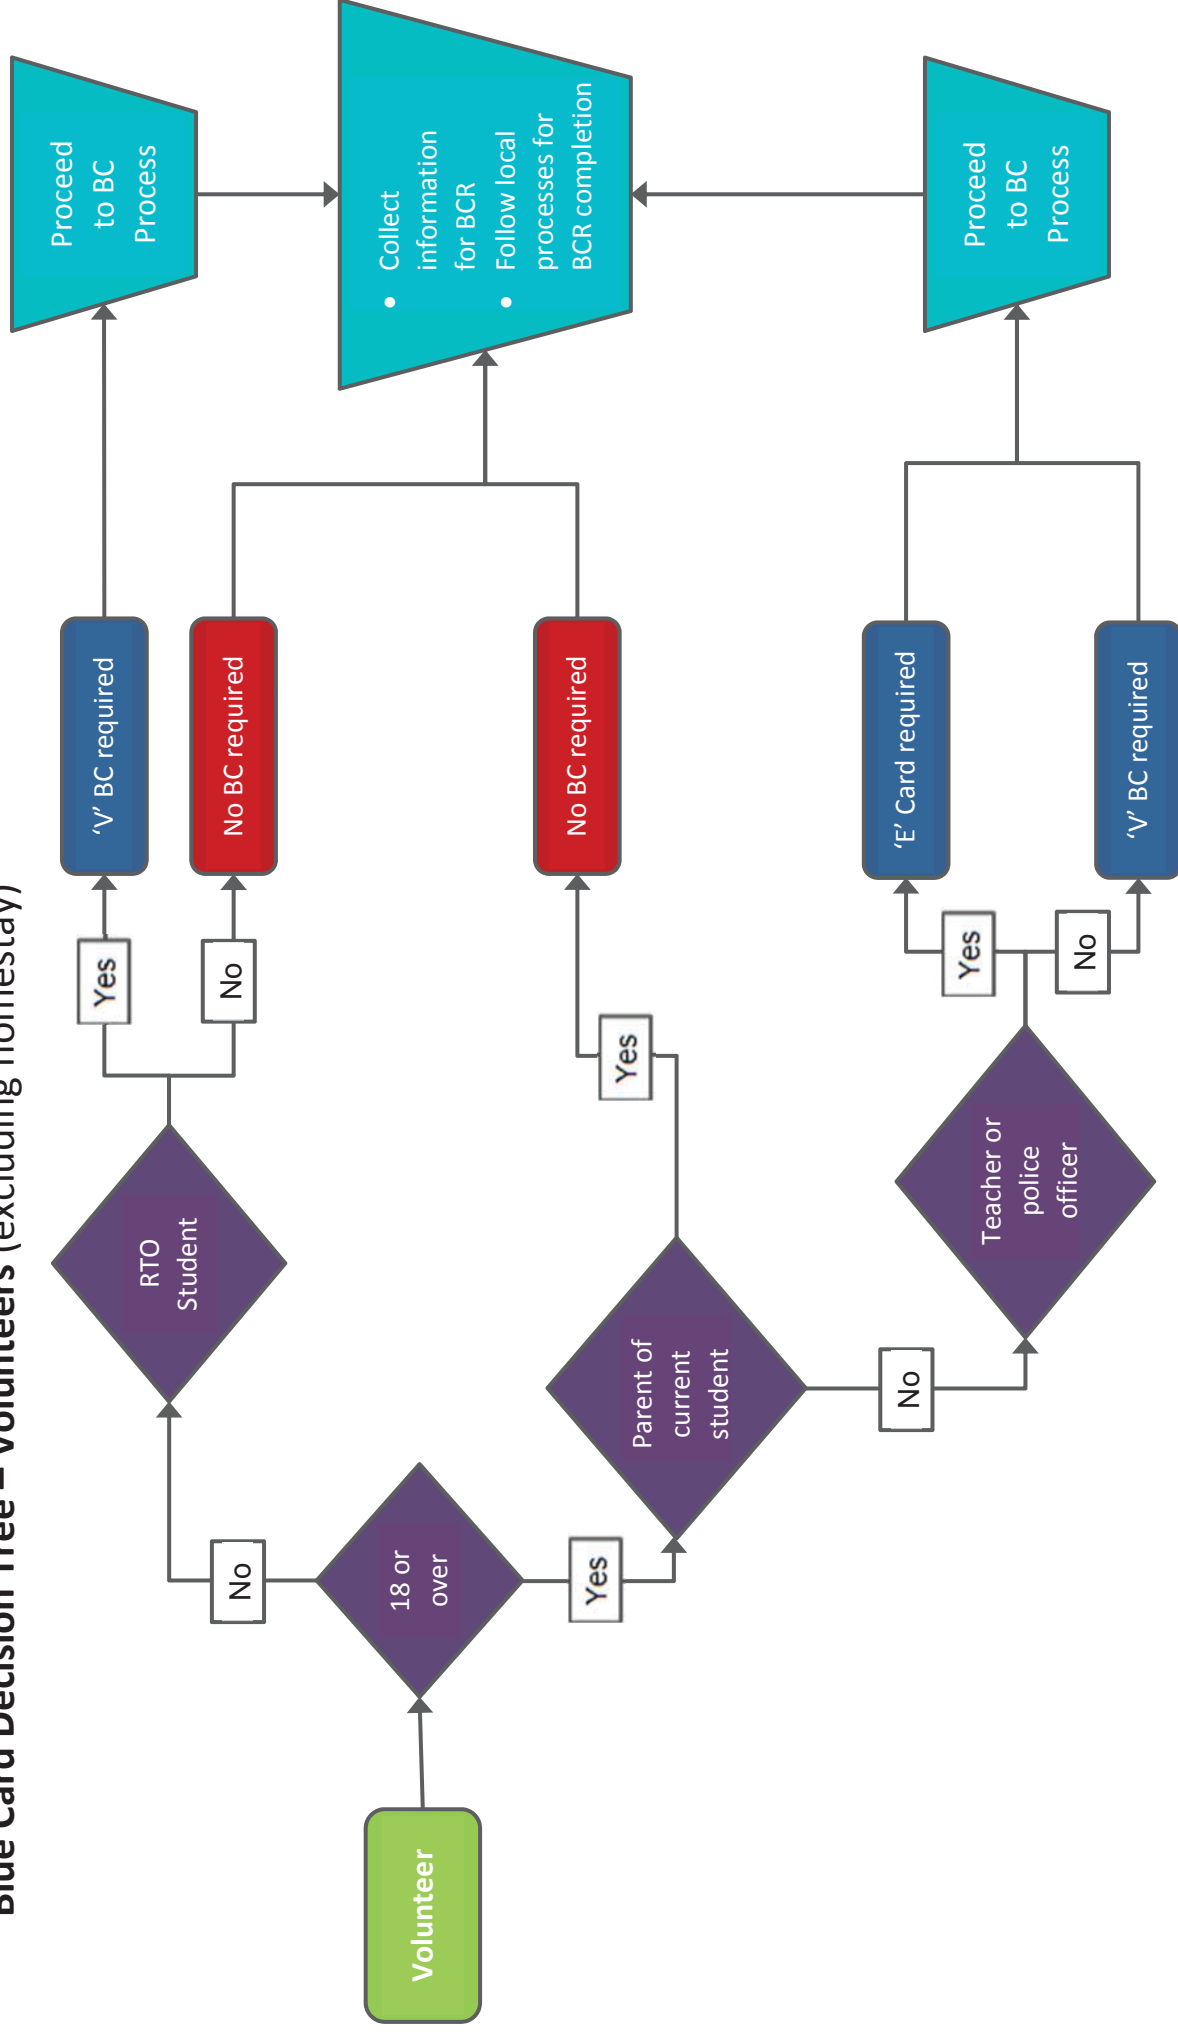 Blue Card Decision Tree – Volunteers (excluding homestay)
Volunteer
18 or
over
No
Yes
RTO
Student
Yes
No
'V' BC required
No BC required
Proceed
to BC
Process
Parent of
current
student
Yes
No
No BC required
• Collect
information
for BCR
• Follow local
processes for
BCR completion
Teacher or
police
officer
Yes
No
'E' Card required
'V' BC required
Proceed
to BC
Process